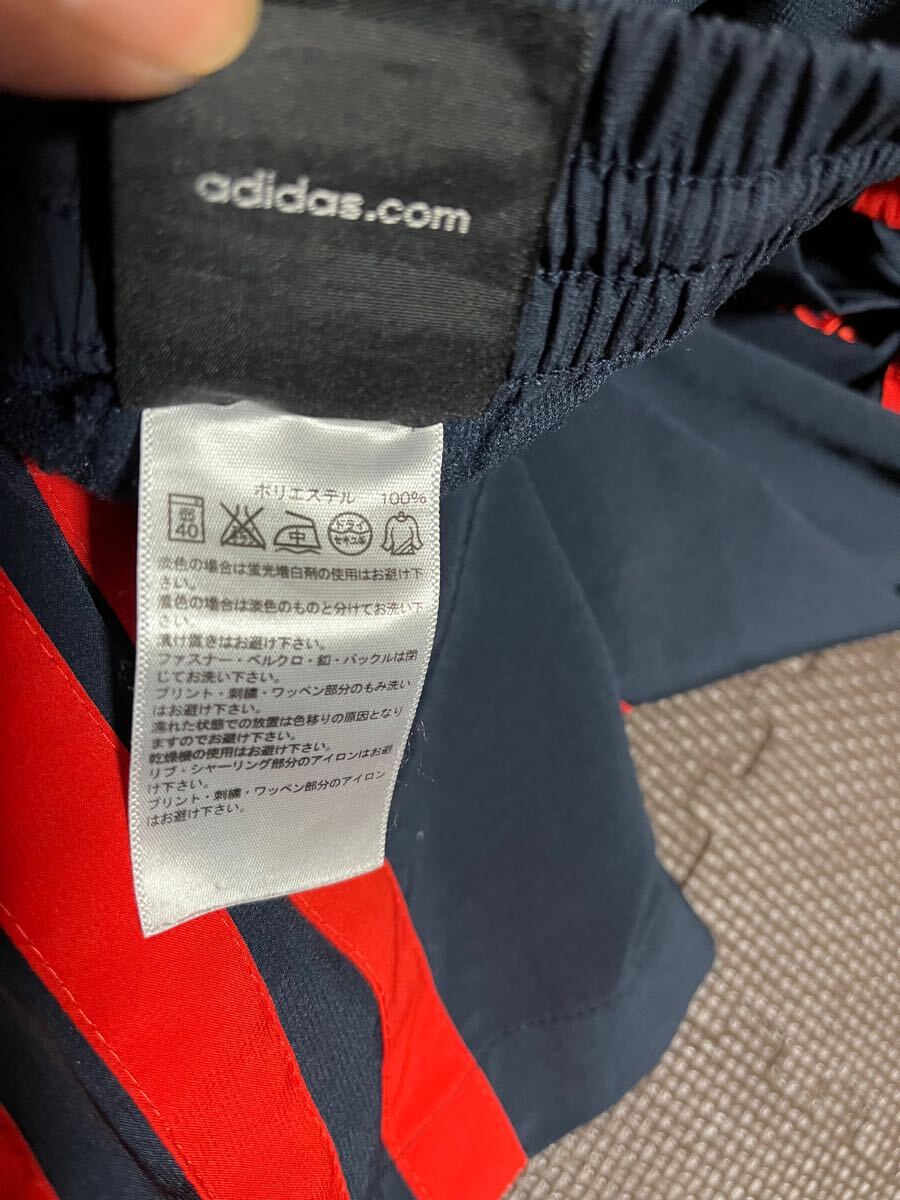 adidas.com
ポリエステル 100%
40 中 ドライ
セキユ系
淡色の場合は蛍光増白剤の使用はお避け下
さい。
濃色の場合は淡色のものと分けてお洗い下
さい。
漬け置きはお避け下さい。
ファスナー・ベルクロ・釦・バックルは閉
じてお洗い下さい。
プリント・刺繍・ワッペン部分のもみ洗い
はお避け下さい。
濡れた状態での放置は色移りの原因となり
ますのでお避け下さい。
乾燥機の使用はお避け下さい。
リブ・シャーリング部分のアイロンはお避
け下さい。
プリント・刺繍・ワッペン部分のアイロン
はお避け下さい。